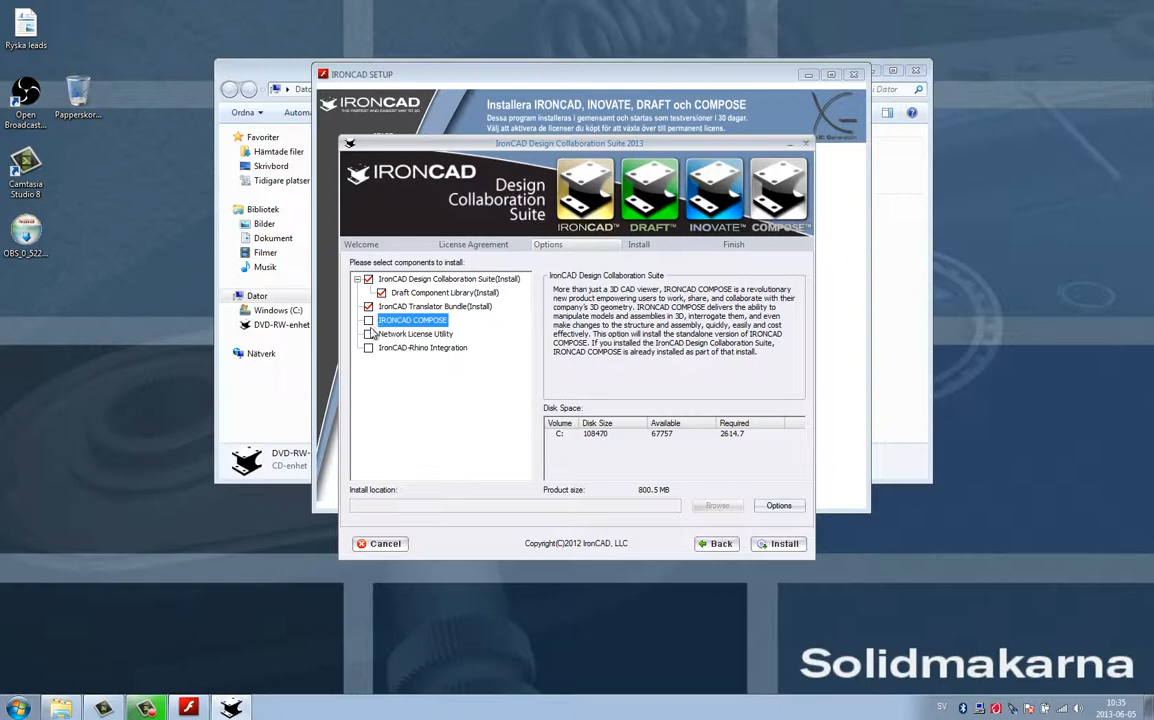 Ryska leads
Open
Broadcast...
Papperskor...
Camtasia
Studio 8
OBS_0_522...
Dator
Ordna
Favoriter
Hämtade filer
Skrivbord
Tidigare platser
Bibliotek
Bilder
Dokument
Filmer
Musik
Dator
Windows (C:)
DVD-RW-enhet
Nätverk
DVD-RW-
CD-enhet
i Dator
IRONCAD SETUP
IRONCAD
Installera IRONCAD, INOVATE, DRAFT och COMPOSE
Dessa program installeras i gemensamt och startas som testversioner i 30 dagar.
Välj att aktivera de licenser du köpt för att växla över till permanent licens.
IronCAD Design Collaboration Suite 2013
IRONCAD
Design
Collaboration
Suite
IRONCAD™ DRAFT™ INOVATE™ COMPOSE™
Welcome License Agreement Options Install Finish
Please select components to install:
IronCAD Design Collaboration Suite(Install)
Draft Component Library(Install)
IronCAD Translator Bundle(Install)
IRONCAD COMPOSE
Network License Utility
IronCAD-Rhino Integration
IronCAD Design Collaboration Suite
More than just a 3D CAD viewer, IRONCAD COMPOSE is a revolutionary
new product empowering users to work, share, and collaborate with their
company's 3D geometry. IRONCAD COMPOSE delivers the ability to
manipulate models and assemblies in 3D, interrogate them, and even
make changes to the structure and assembly, quickly, easily and cost
effectively. This option will install the standalone version of IRONCAD
COMPOSE. If you installed the IronCAD Design Collaboration Suite,
IRONCAD COMPOSE is already installed as part of that install.
Disk Space:
Volume Disk Size Available Required
C: 108470 67757 2614.7
Install location:
Product size: 800.5 MB
Browse Options
Cancel
Copyright(C)2012 IronCAD, LLC
Back Install
Solidmakarna
SV
10:35
2013-06-05